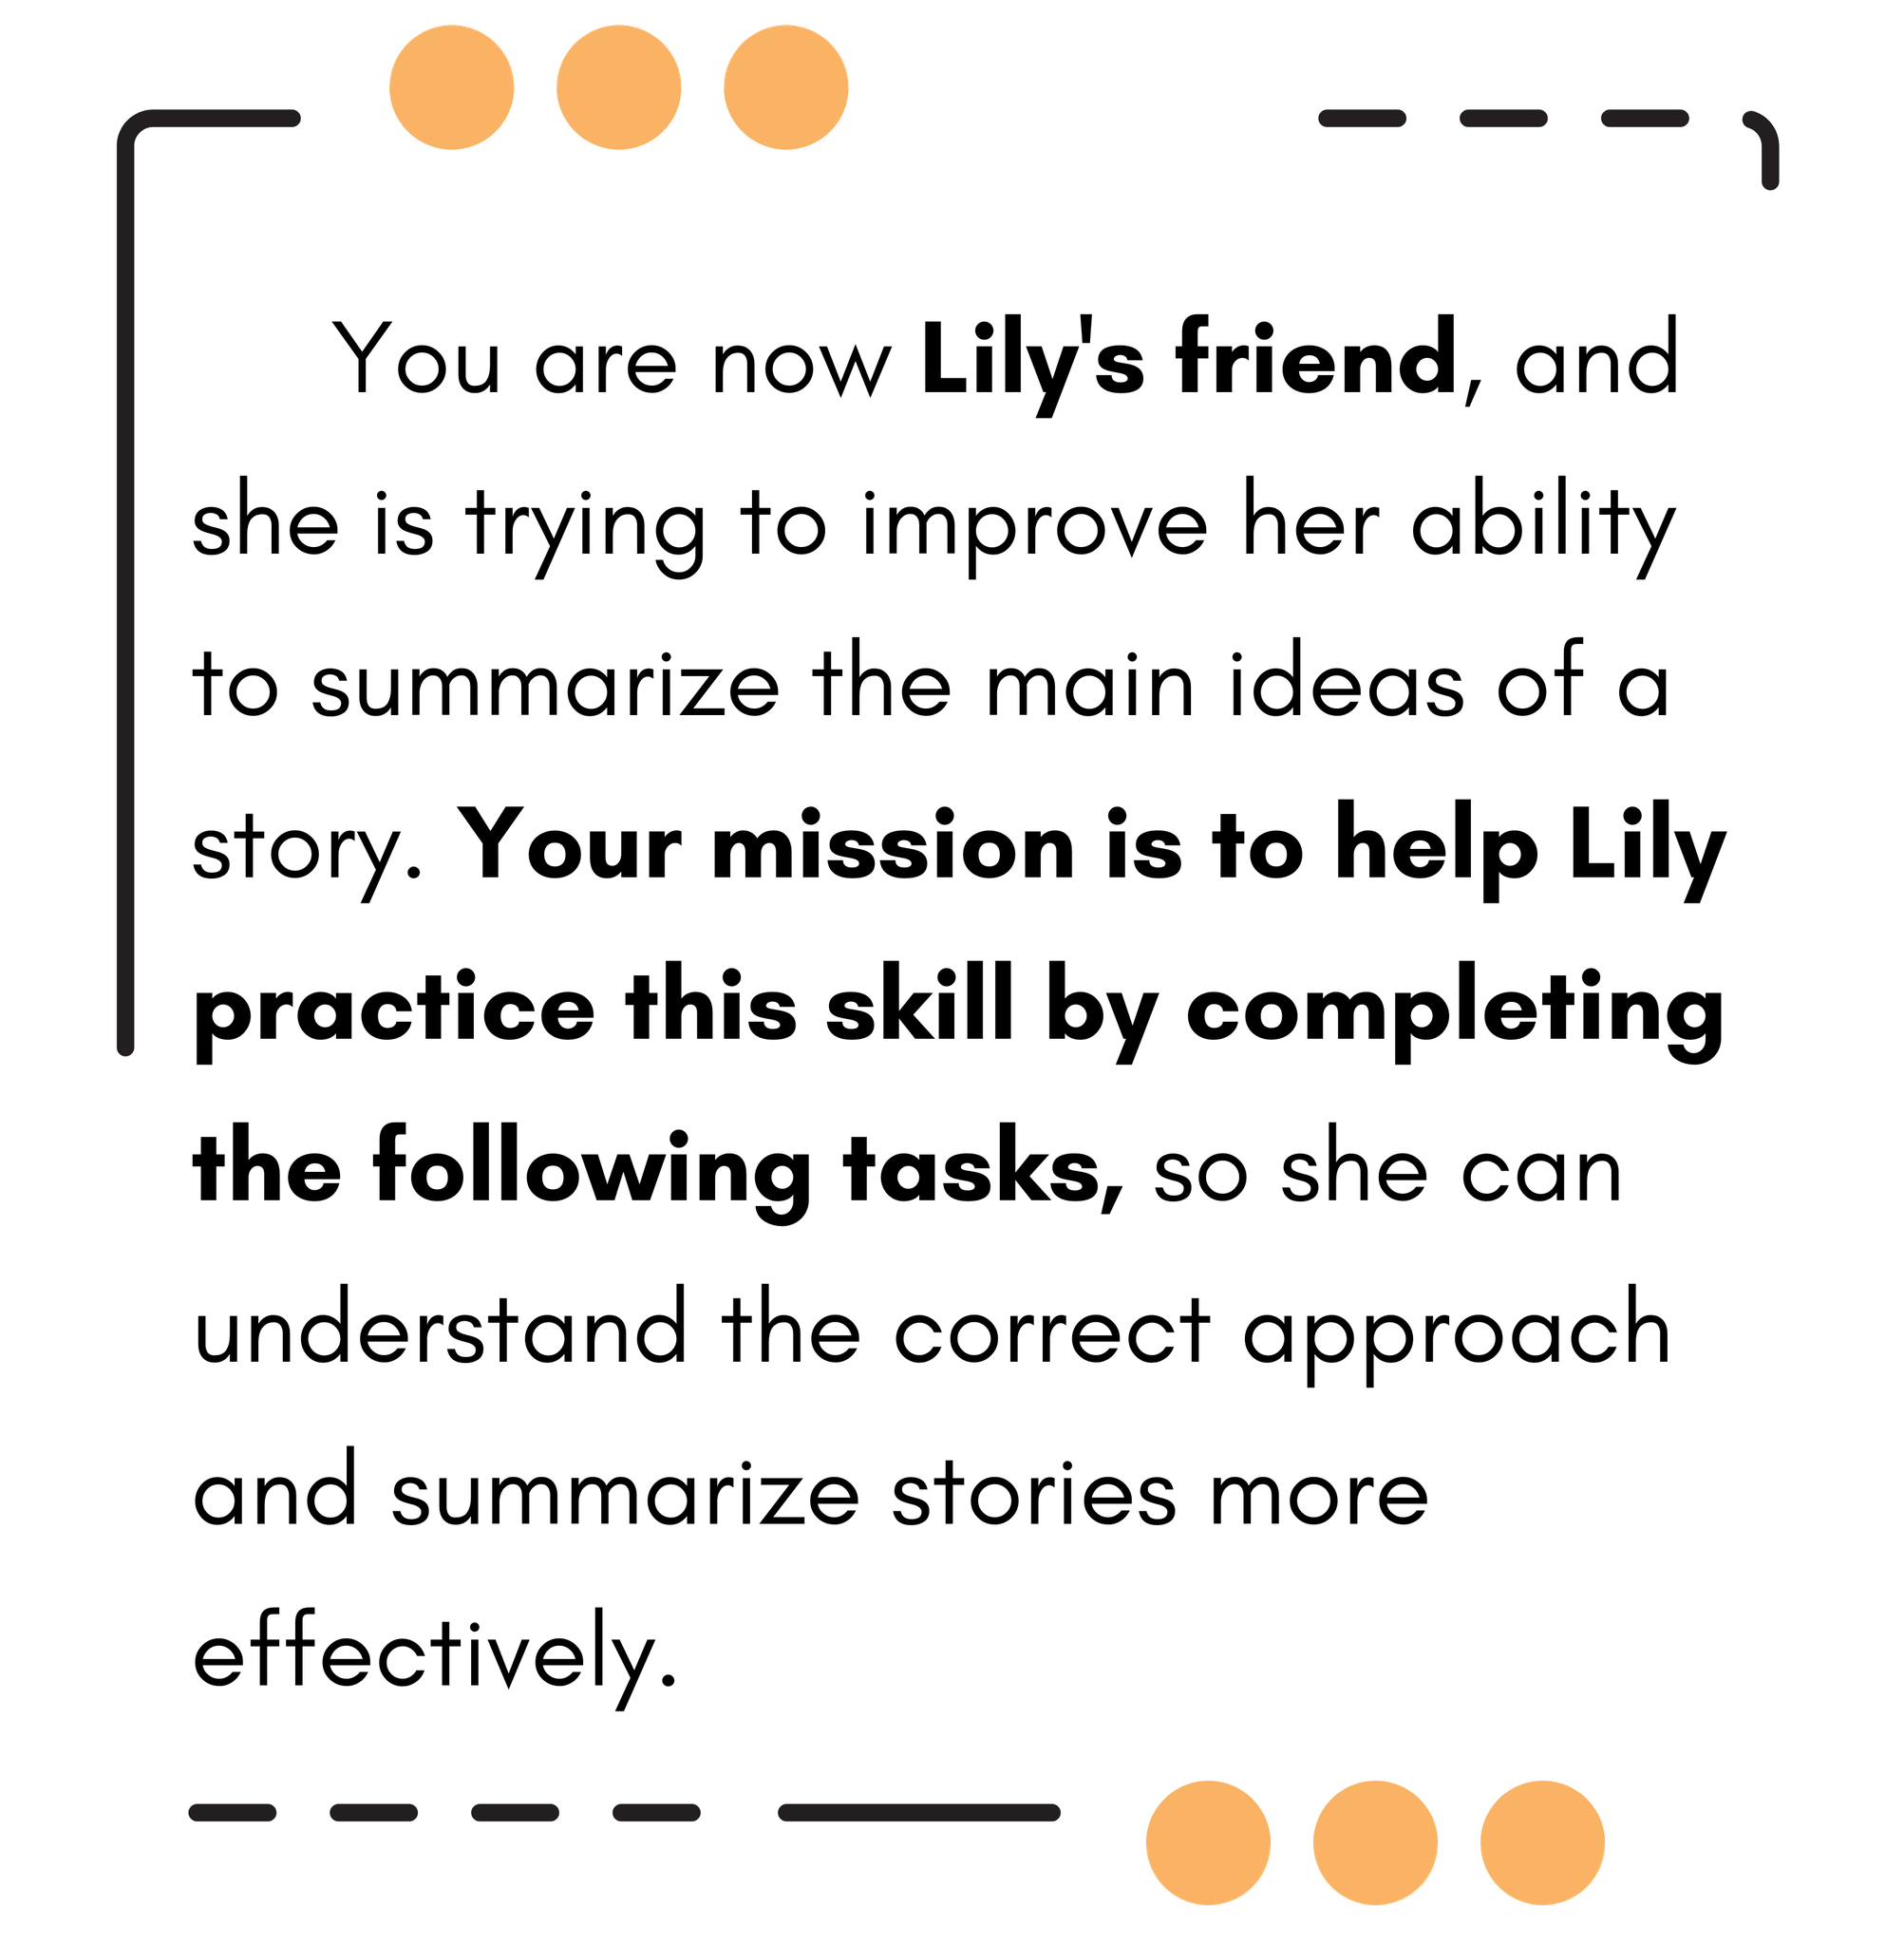 You are now Lily's friend, and
she is trying to improve her ability
to summarize the main ideas of a
story. Your mission is to help Lily
practice this skill by completing
the following tasks, so she can
understand the correct approach
and summarize stories more
effectively.